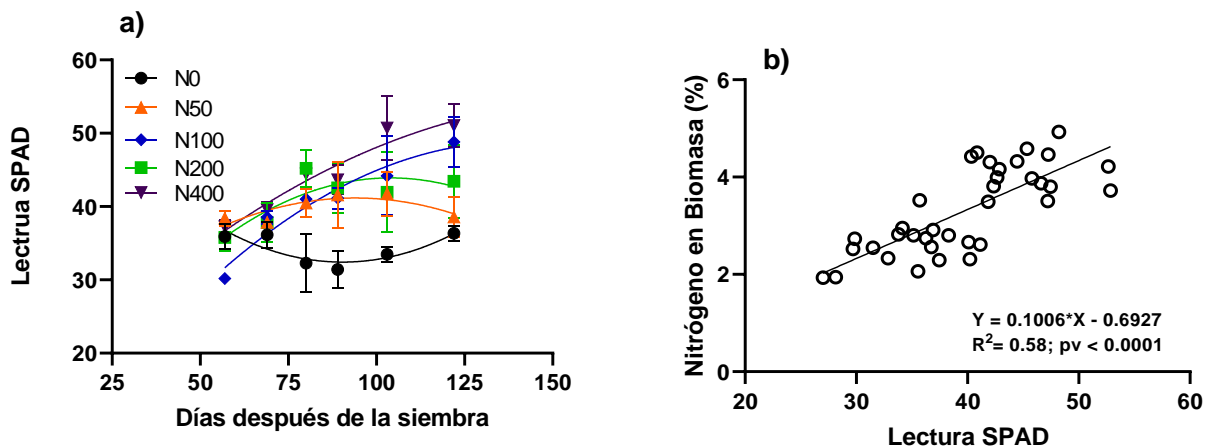 a)
60
50
40
30
20
Lectrua SPAD
N0
N50
N100
N200
N400
25
50
75
100
125
150
Días después de la siembra
b)
6
4
2
0
Nitrógeno en Biomasa (%)
Y = 0.1006*X - 0.6927
R²= 0.58; pv < 0.0001
20
30
40
50
60
Lectura SPAD